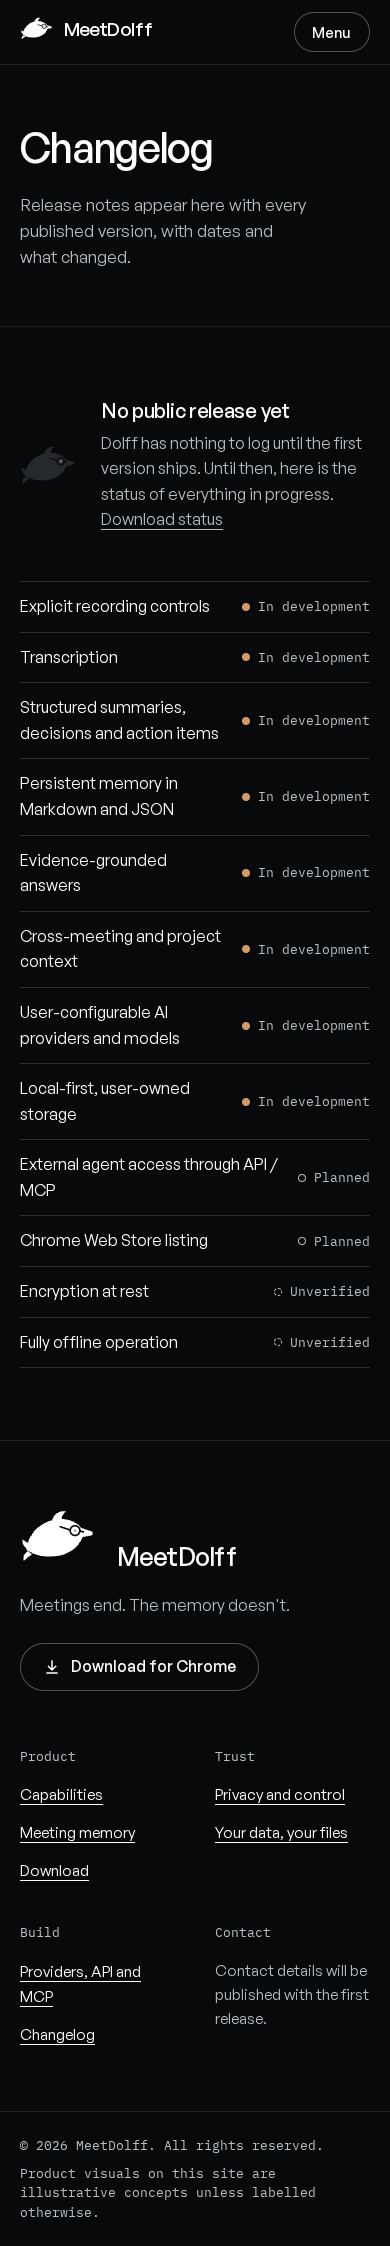 MeetDolff
Menu
Changelog
Release notes appear here with every
published version, with dates and
what changed.
No public release yet
Dolff has nothing to log until the first
version ships. Until then, here is the
status of everything in progress.
Download status
Explicit recording controls In development
Transcription In development
Structured summaries,
decisions and action items In development
Persistent memory in
Markdown and JSON In development
Evidence-grounded
answers In development
Cross-meeting and project
context In development
User-configurable AI
providers and models In development
Local-first, user-owned
storage In development
External agent access through API /
MCP Planned
Chrome Web Store listing Planned
Encryption at rest Unverified
Fully offline operation Unverified
MeetDolff
Meetings end. The memory doesn't.
Download for Chrome
Product
Capabilities
Meeting memory
Download
Trust
Privacy and control
Your data, your files
Build
Providers, API and
MCP
Changelog
Contact
Contact details will be
published with the first
release.
© 2026 MeetDolff. All rights reserved.
Product visuals on this site are
illustrative concepts unless labelled
otherwise.